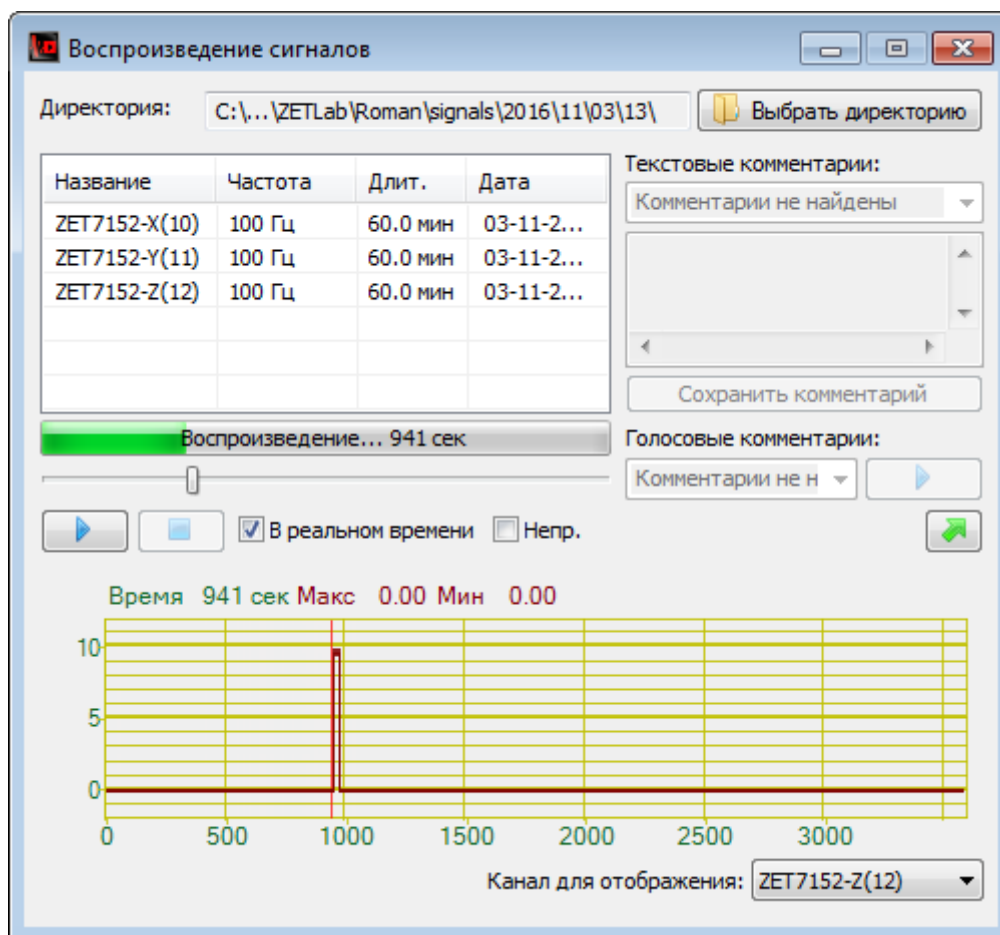 Воспроизведение сигналов
Директория: C:\...\ZETLab\Roman\signals\2016\11\03\13\ Выбрать директорию
Название Частота Длит. Дата
ZET7152-X(10) 100 Гц 60.0 мин 03-11-2...
ZET7152-Y(11) 100 Гц 60.0 мин 03-11-2...
ZET7152-Z(12) 100 Гц 60.0 мин 03-11-2...
Текстовые комментарии:
Комментарии не найдены
Сохранить комментарий
Воспроизведение... 941 сек
Голосовые комментарии:
Комментарии не н
В реальном времени Непр.
Время 941 сек Макс 0.00 Мин 0.00
10
5
0
0 500 1000 1500 2000 2500 3000
Канал для отображения: ZET7152-Z(12)